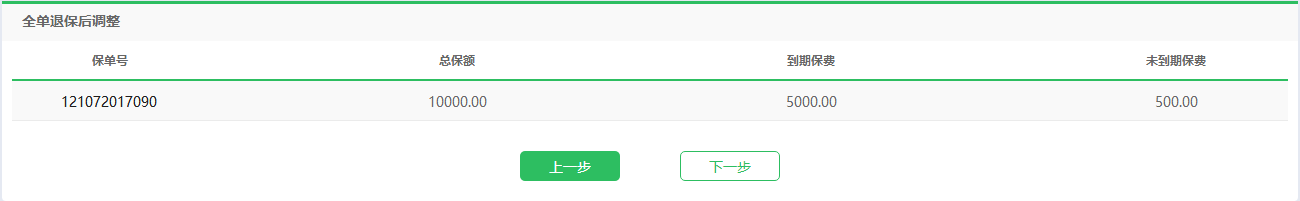 全单退保后调整
保单号 总保额 到期保费 未到期保费
121072017090 10000.00 5000.00 500.00
上一步 下一步